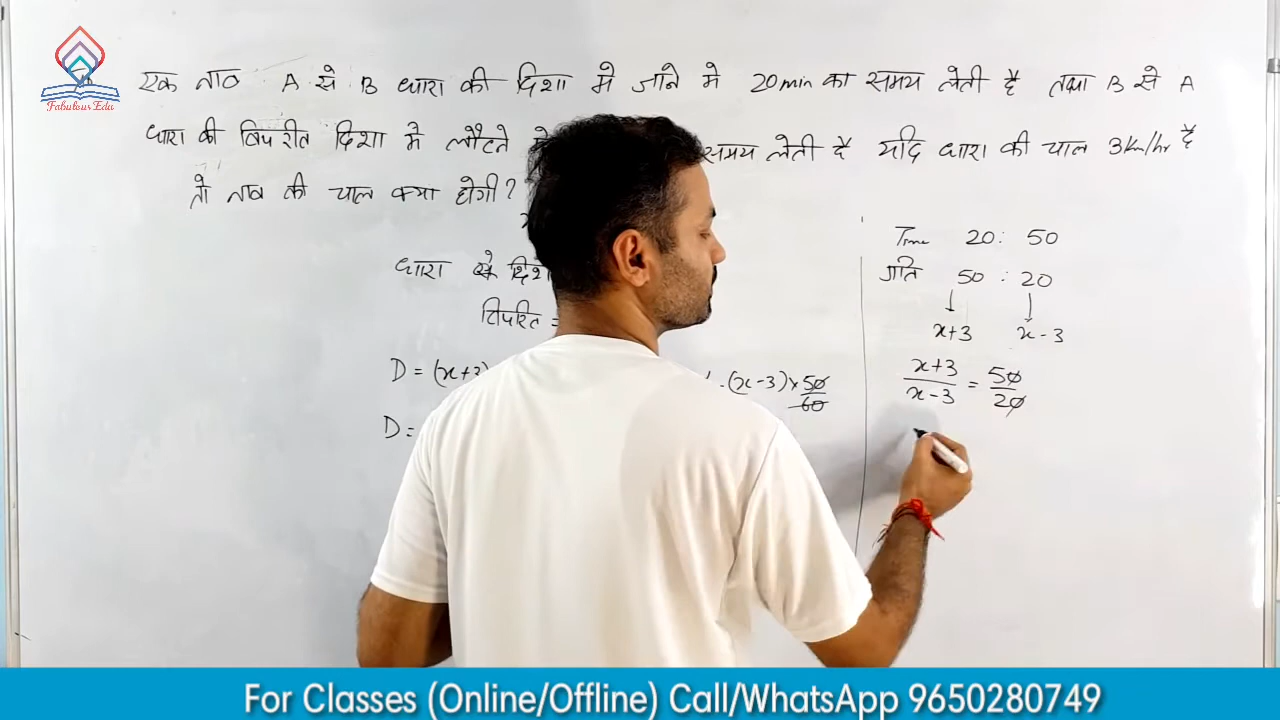 Fabulous Edu
एक नाव A से B धारा की दिशा मे जाने मे 20min का समय लेती है तथा B से A
धारा की विपरीत दिशा मे लौटते मे समय लेती है यदि धारा की चाल 3km/hr है
तो नाव की चाल क्या होगी?
धारा की दिशा
विपरित =
D = (x+3)
(x-3) × 50/60
D =
Time 20 : 50
गति 50 : 20
x+3 x-3
x+3/x-3 = 50/20
For Classes (Online/Offline) Call/WhatsApp 9650280749